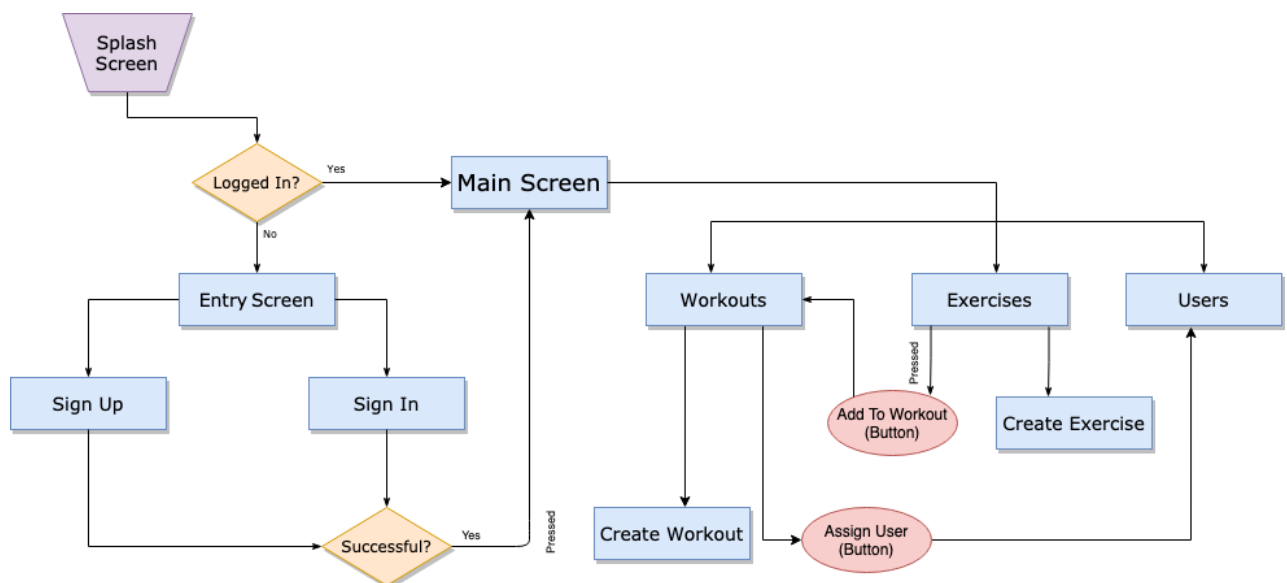 Splash
Screen
Logged In?
Yes
Main Screen
No
Entry Screen
Workouts
Exercises
Users
Pressed
Sign Up
Sign In
Add To Workout
(Button)
Create Exercise
Successful?
Yes
Pressed
Create Workout
Assign User
(Button)